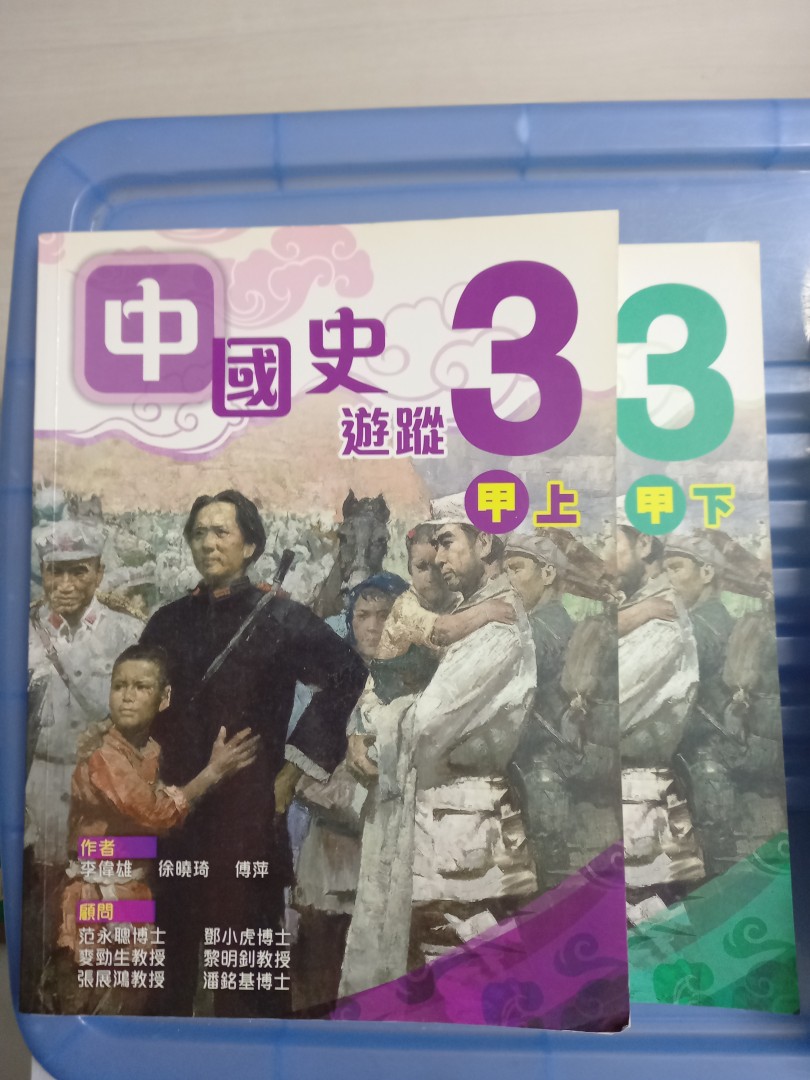 中國史
遊蹤
3
甲上
作者
李偉雄 徐曉琦 傅萍
顧問
范永聰博士 鄧小虎博士
麥勁生教授 黎明釗教授
張展鴻教授 潘銘基博士
3
甲下